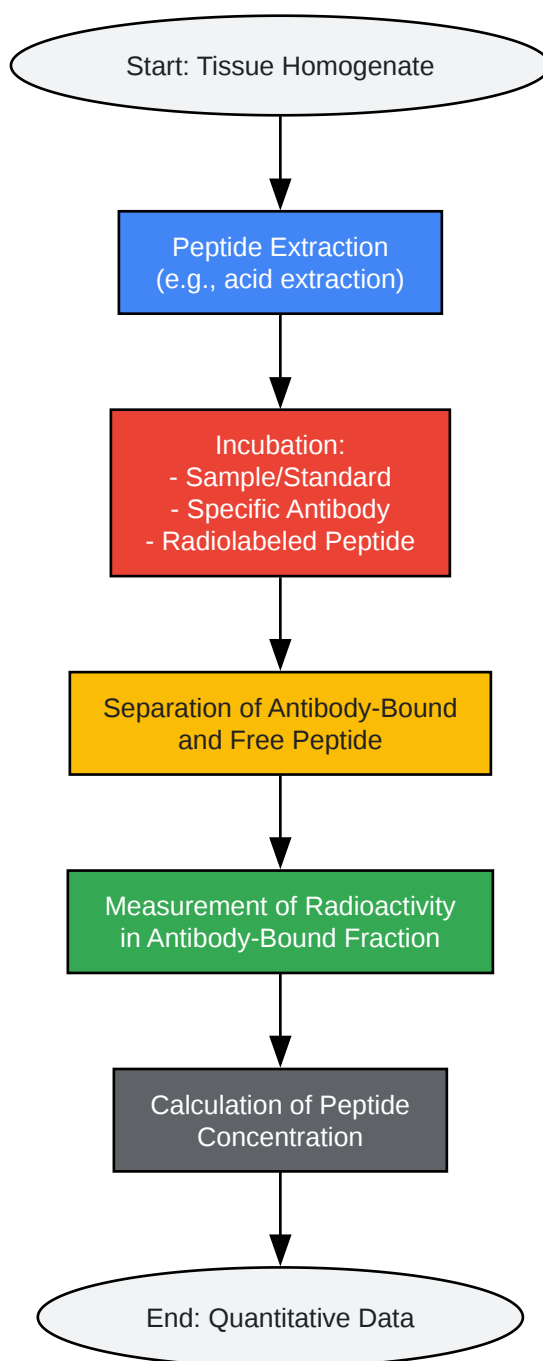 Start: Tissue Homogenate
Peptide Extraction
(e.g., acid extraction)
Incubation:
- Sample/Standard
- Specific Antibody
- Radiolabeled Peptide
Separation of Antibody-Bound
and Free Peptide
Measurement of Radioactivity
in Antibody-Bound Fraction
Calculation of Peptide
Concentration
End: Quantitative Data